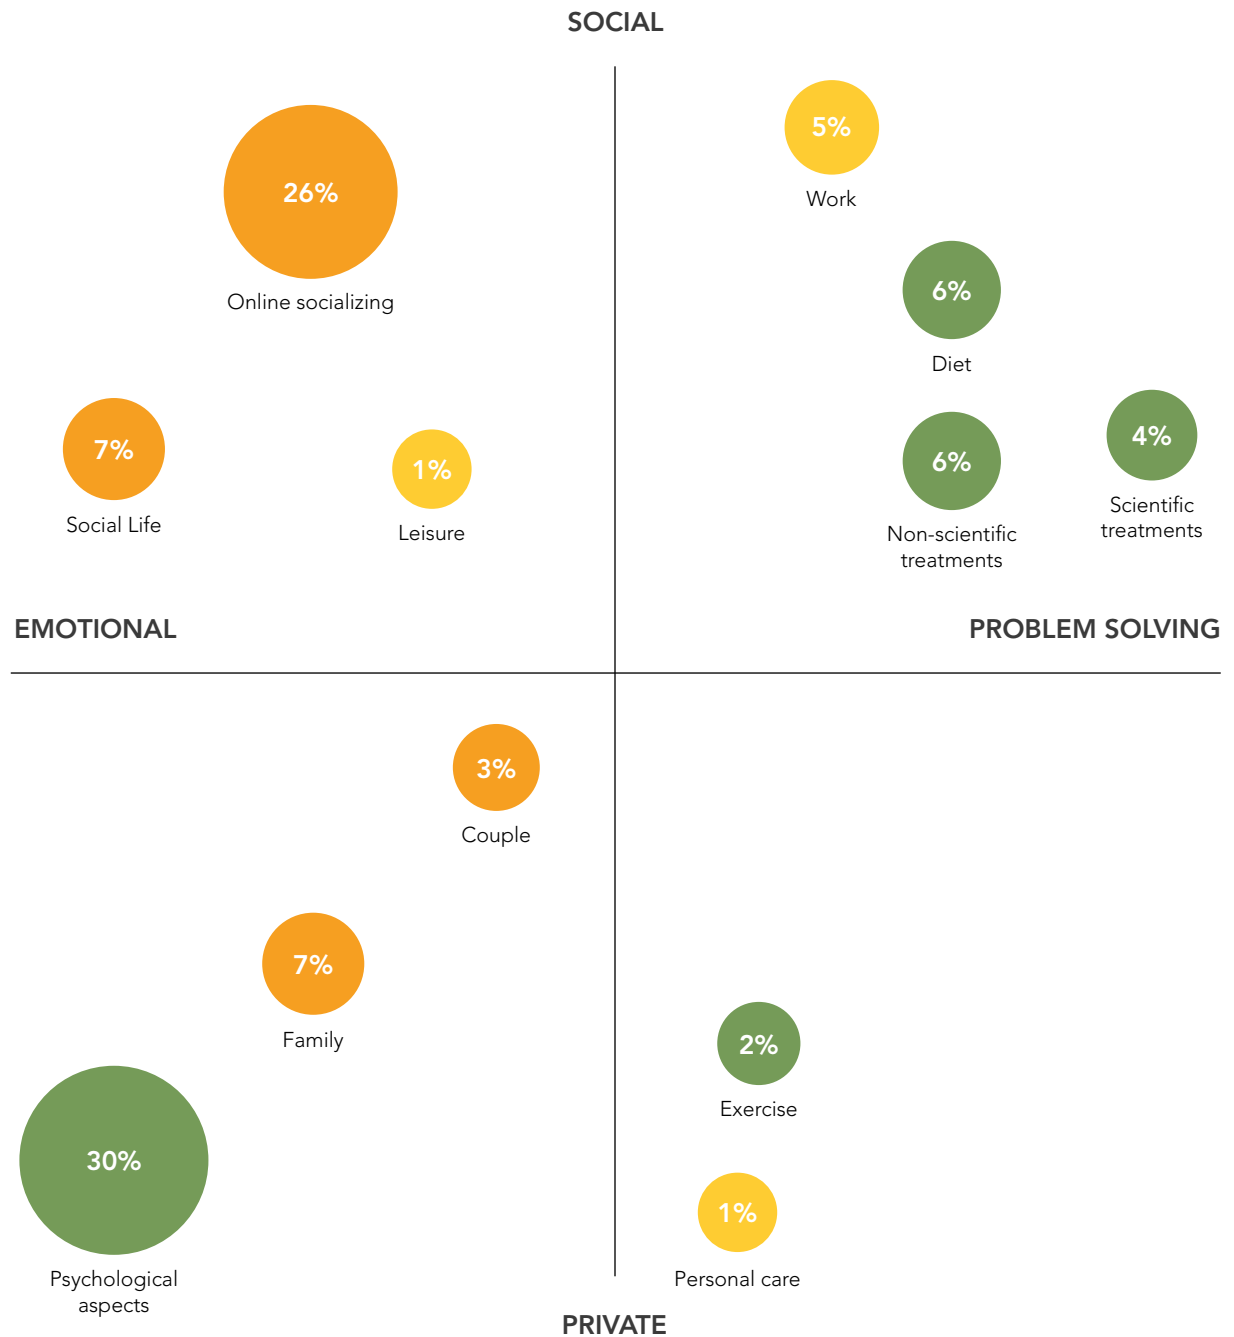 SOCIAL
5%
Work
26%
Online socializing
6%
Diet
7%
Social Life
1%
Leisure
6%
Non-scientific
treatments
4%
Scientific
treatments
EMOTIONAL
PROBLEM SOLVING
3%
Couple
7%
Family
2%
Exercise
30%
Psychological
aspects
1%
Personal care
PRIVATE